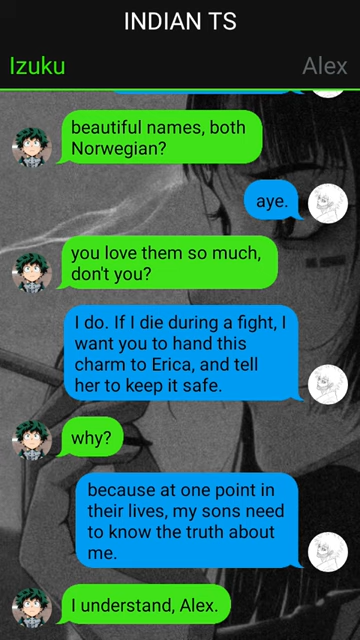 INDIAN TS
Izuku
Alex
beautiful names, both
Norwegian?
aye.
you love them so much,
don't you?
I do. If I die during a fight, I
want you to hand this
charm to Erica, and tell
her to keep it safe.
why?
because at one point in
their lives, my sons need
to know the truth about
me.
I understand, Alex.